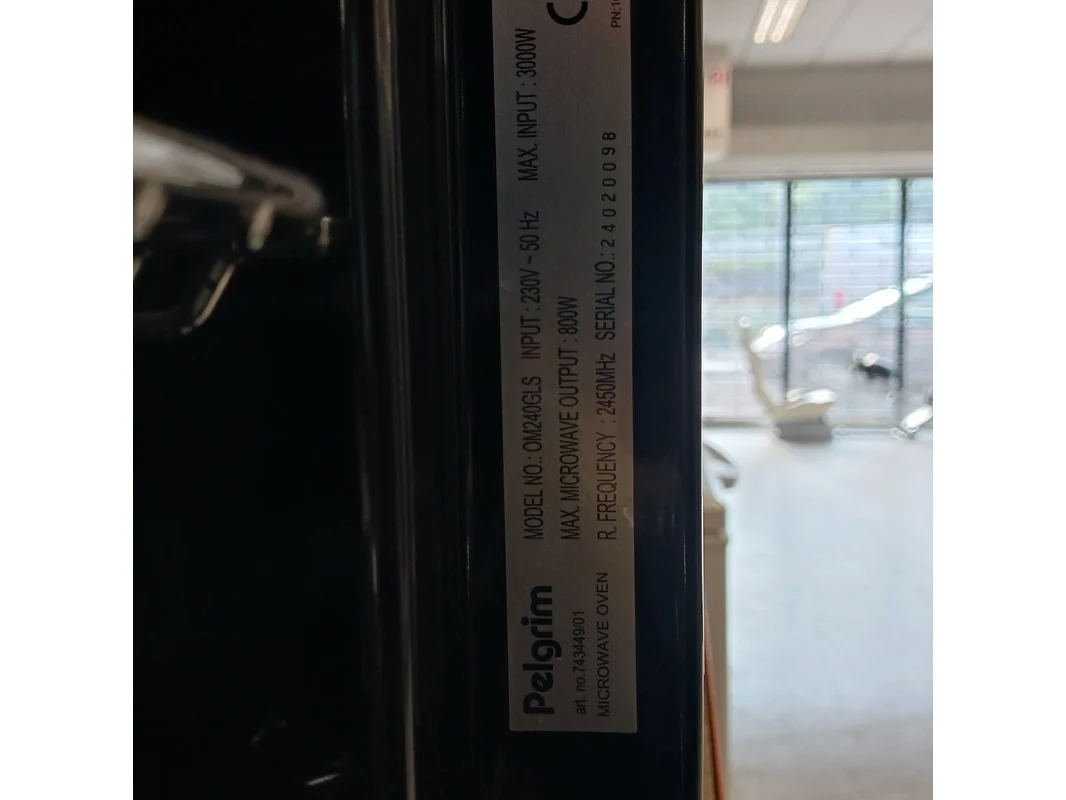 Pelgrim
art. no.743449/01
MICROWAVE OVEN
MODEL NO.: OM240GLS INPUT : 230V ~ 50 Hz MAX. INPUT : 3000W
MAX. MICROWAVE OUTPUT : 800W
R. FREQUENCY : 2450MHz SERIAL NO.: 24020098